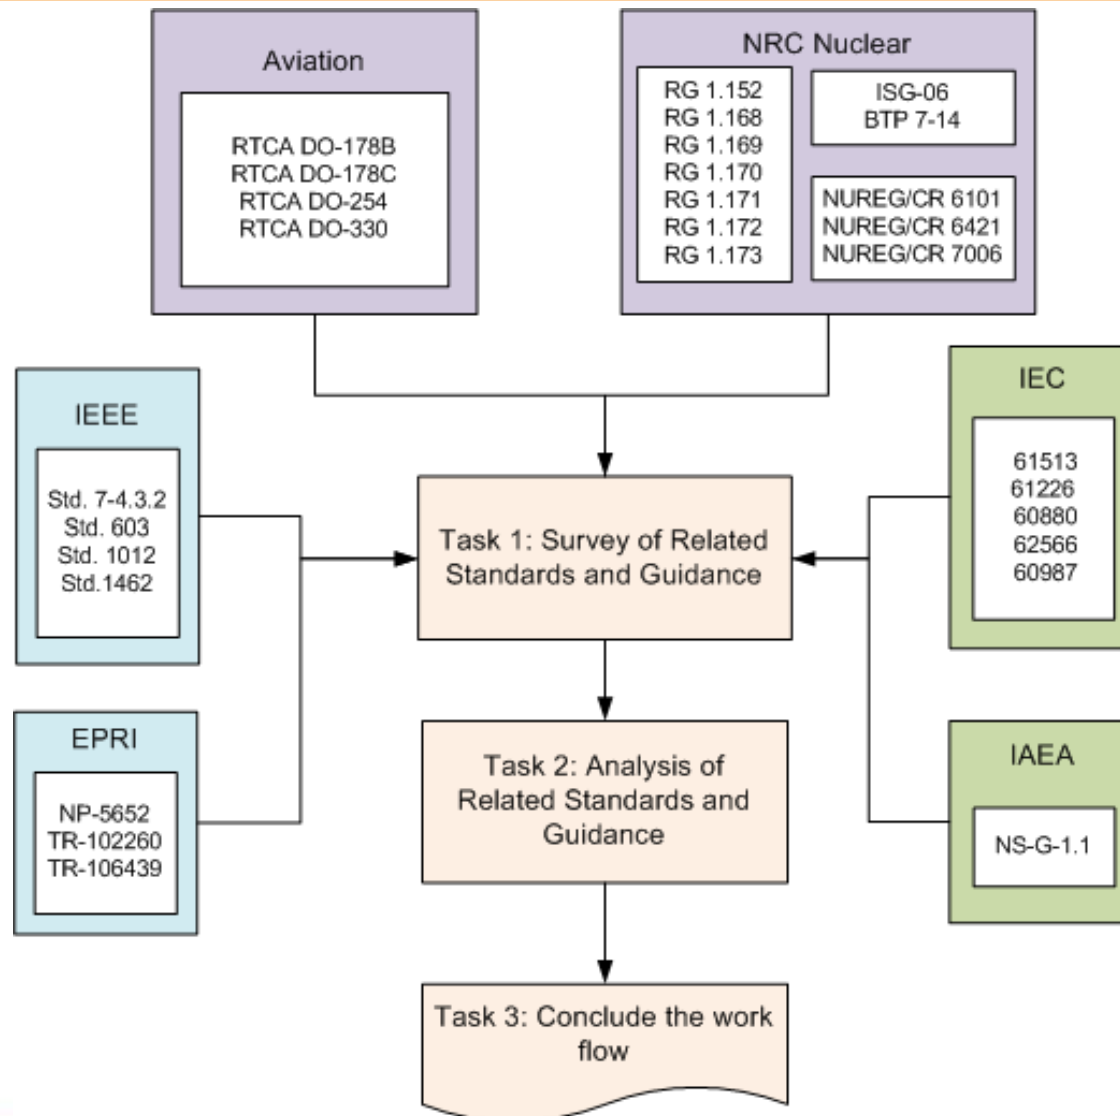 Aviation
RTCA DO-178B
RTCA DO-178C
RTCA DO-254
RTCA DO-330
NRC Nuclear
RG 1.152
RG 1.168
RG 1.169
RG 1.170
RG 1.171
RG 1.172
RG 1.173
ISG-06
BTP 7-14
NUREG/CR 6101
NUREG/CR 6421
NUREG/CR 7006
IEEE
Std. 7-4.3.2
Std. 603
Std. 1012
Std.1462
EPRI
NP-5652
TR-102260
TR-106439
Task 1: Survey of Related
Standards and Guidance
Task 2: Analysis of
Related Standards and
Guidance
Task 3: Conclude the work
flow
IEC
61513
61226
60880
62566
60987
IAEA
NS-G-1.1